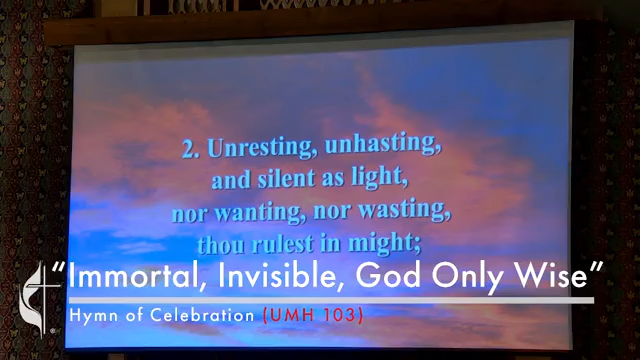 2. Unresting, unhasting,
and silent as light,
nor wanting, nor wasting,
thou rulest in might;
“Immortal, Invisible, God Only Wise”
Hymn of Celebration (UMH 103)